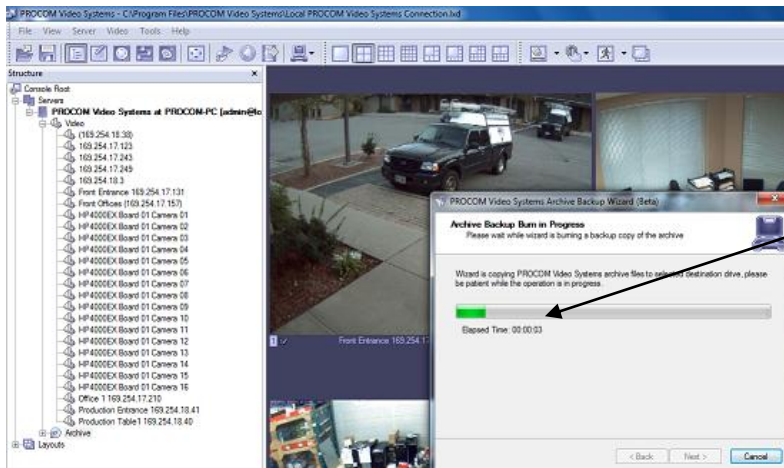 PROCOM Video Systems - C:\Program Files\PROCOM Video Systems\Local PROCOM Video Systems Connection.lxd
File View Server Video Tools Help
Structure
Console Root
Servers
PROCOM Video Systems at PROCOM-PC [admin@lo
Video
(169.254.18.38)
169.254.17.123
169.254.17.243
169.254.17.249
169.254.18.3
Front Entrance 169.254.17.131
Front Offices (169.254.17.157)
HP4000EX Board 01 Camera 01
HP4000EX Board 01 Camera 02
HP4000EX Board 01 Camera 03
HP4000EX Board 01 Camera 04
HP4000EX Board 01 Camera 05
HP4000EX Board 01 Camera 06
HP4000EX Board 01 Camera 07
HP4000EX Board 01 Camera 08
HP4000EX Board 01 Camera 09
HP4000EX Board 01 Camera 10
HP4000EX Board 01 Camera 11
HP4000EX Board 01 Camera 12
HP4000EX Board 01 Camera 13
HP4000EX Board 01 Camera 14
HP4000EX Board 01 Camera 15
HP4000EX Board 01 Camera 16
Office 1 169.254.17.210
Production Entrance 169.254.18.41
Production Table1 169.254.18.40
Archive
Layouts
1
Front Entrance 169.254.17
PROCOM Video Systems Archive Backup Wizard (Beta)
Archive Backup Burn in Progress
Please wait while wizard is burning a backup copy of the archive
Wizard is copying PROCOM Video Systems archive files to selected destination drive, please
be patient while the operation is in progress.
Elapsed Time: 00:00:03
< Back Next > Cancel